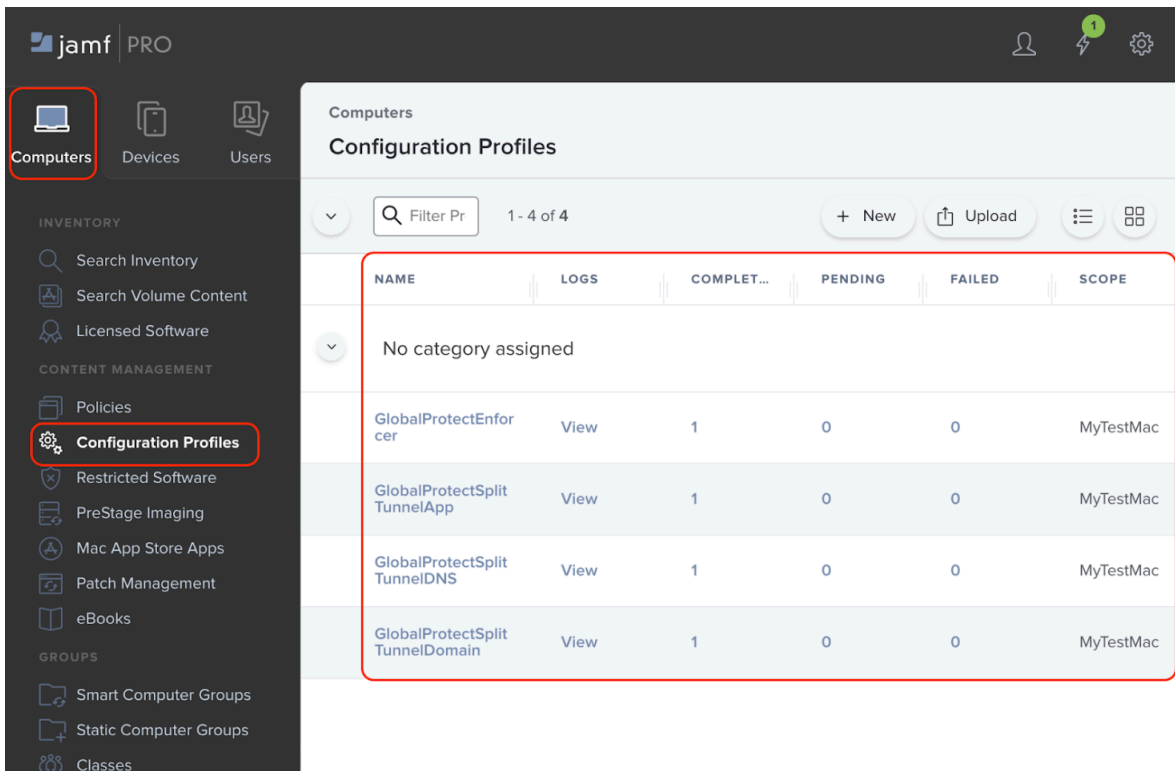 jamf PRO
1
Computers
Devices
Users
INVENTORY
Search Inventory
Search Volume Content
Licensed Software
CONTENT MANAGEMENT
Policies
Configuration Profiles
Restricted Software
PreStage Imaging
Mac App Store Apps
Patch Management
eBooks
GROUPS
Smart Computer Groups
Static Computer Groups
Classes
Computers
Configuration Profiles
Filter Pr
1 - 4 of 4
+ New
Upload
NAME LOGS COMPLET... PENDING FAILED SCOPE
No category assigned
GlobalProtectEnfor
cer
View 1 0 0 MyTestMac
GlobalProtectSplit
TunnelApp
View 1 0 0 MyTestMac
GlobalProtectSplit
TunnelDNS
View 1 0 0 MyTestMac
GlobalProtectSplit
TunnelDomain
View 1 0 0 MyTestMac